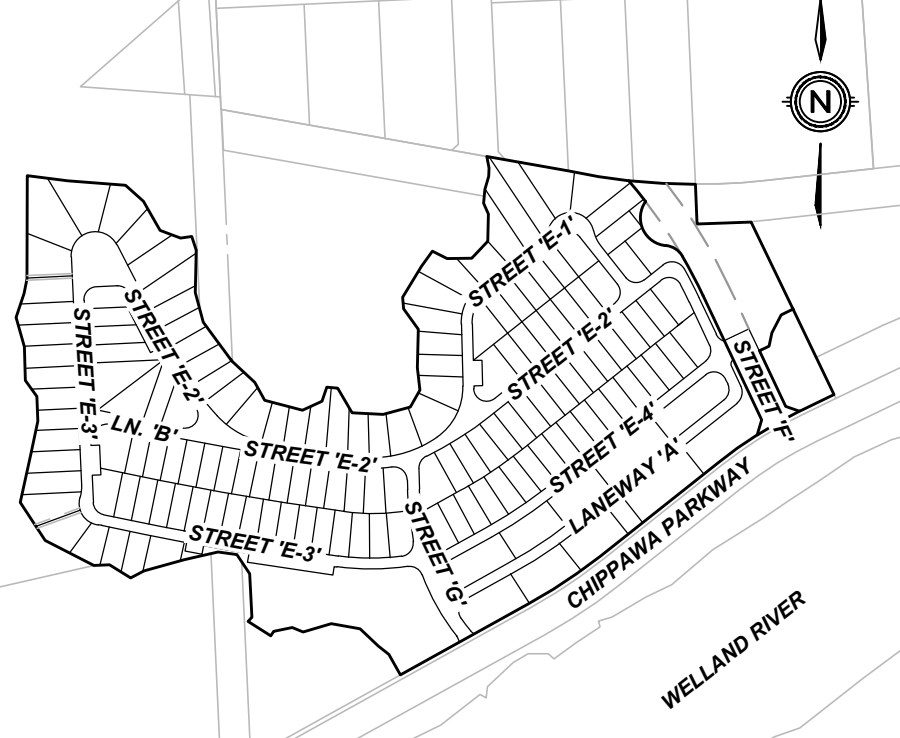 N
STREET 'E-1'
STREET 'E-2'
STREET 'E-2'
STREET 'E-3'
STREET 'F'
LN. 'B'
STREET 'E-2'
STREET 'E-4'
LANEWAY 'A'
STREET 'G'
STREET 'E-3'
CHIPPAWA PARKWAY
WELLAND RIVER